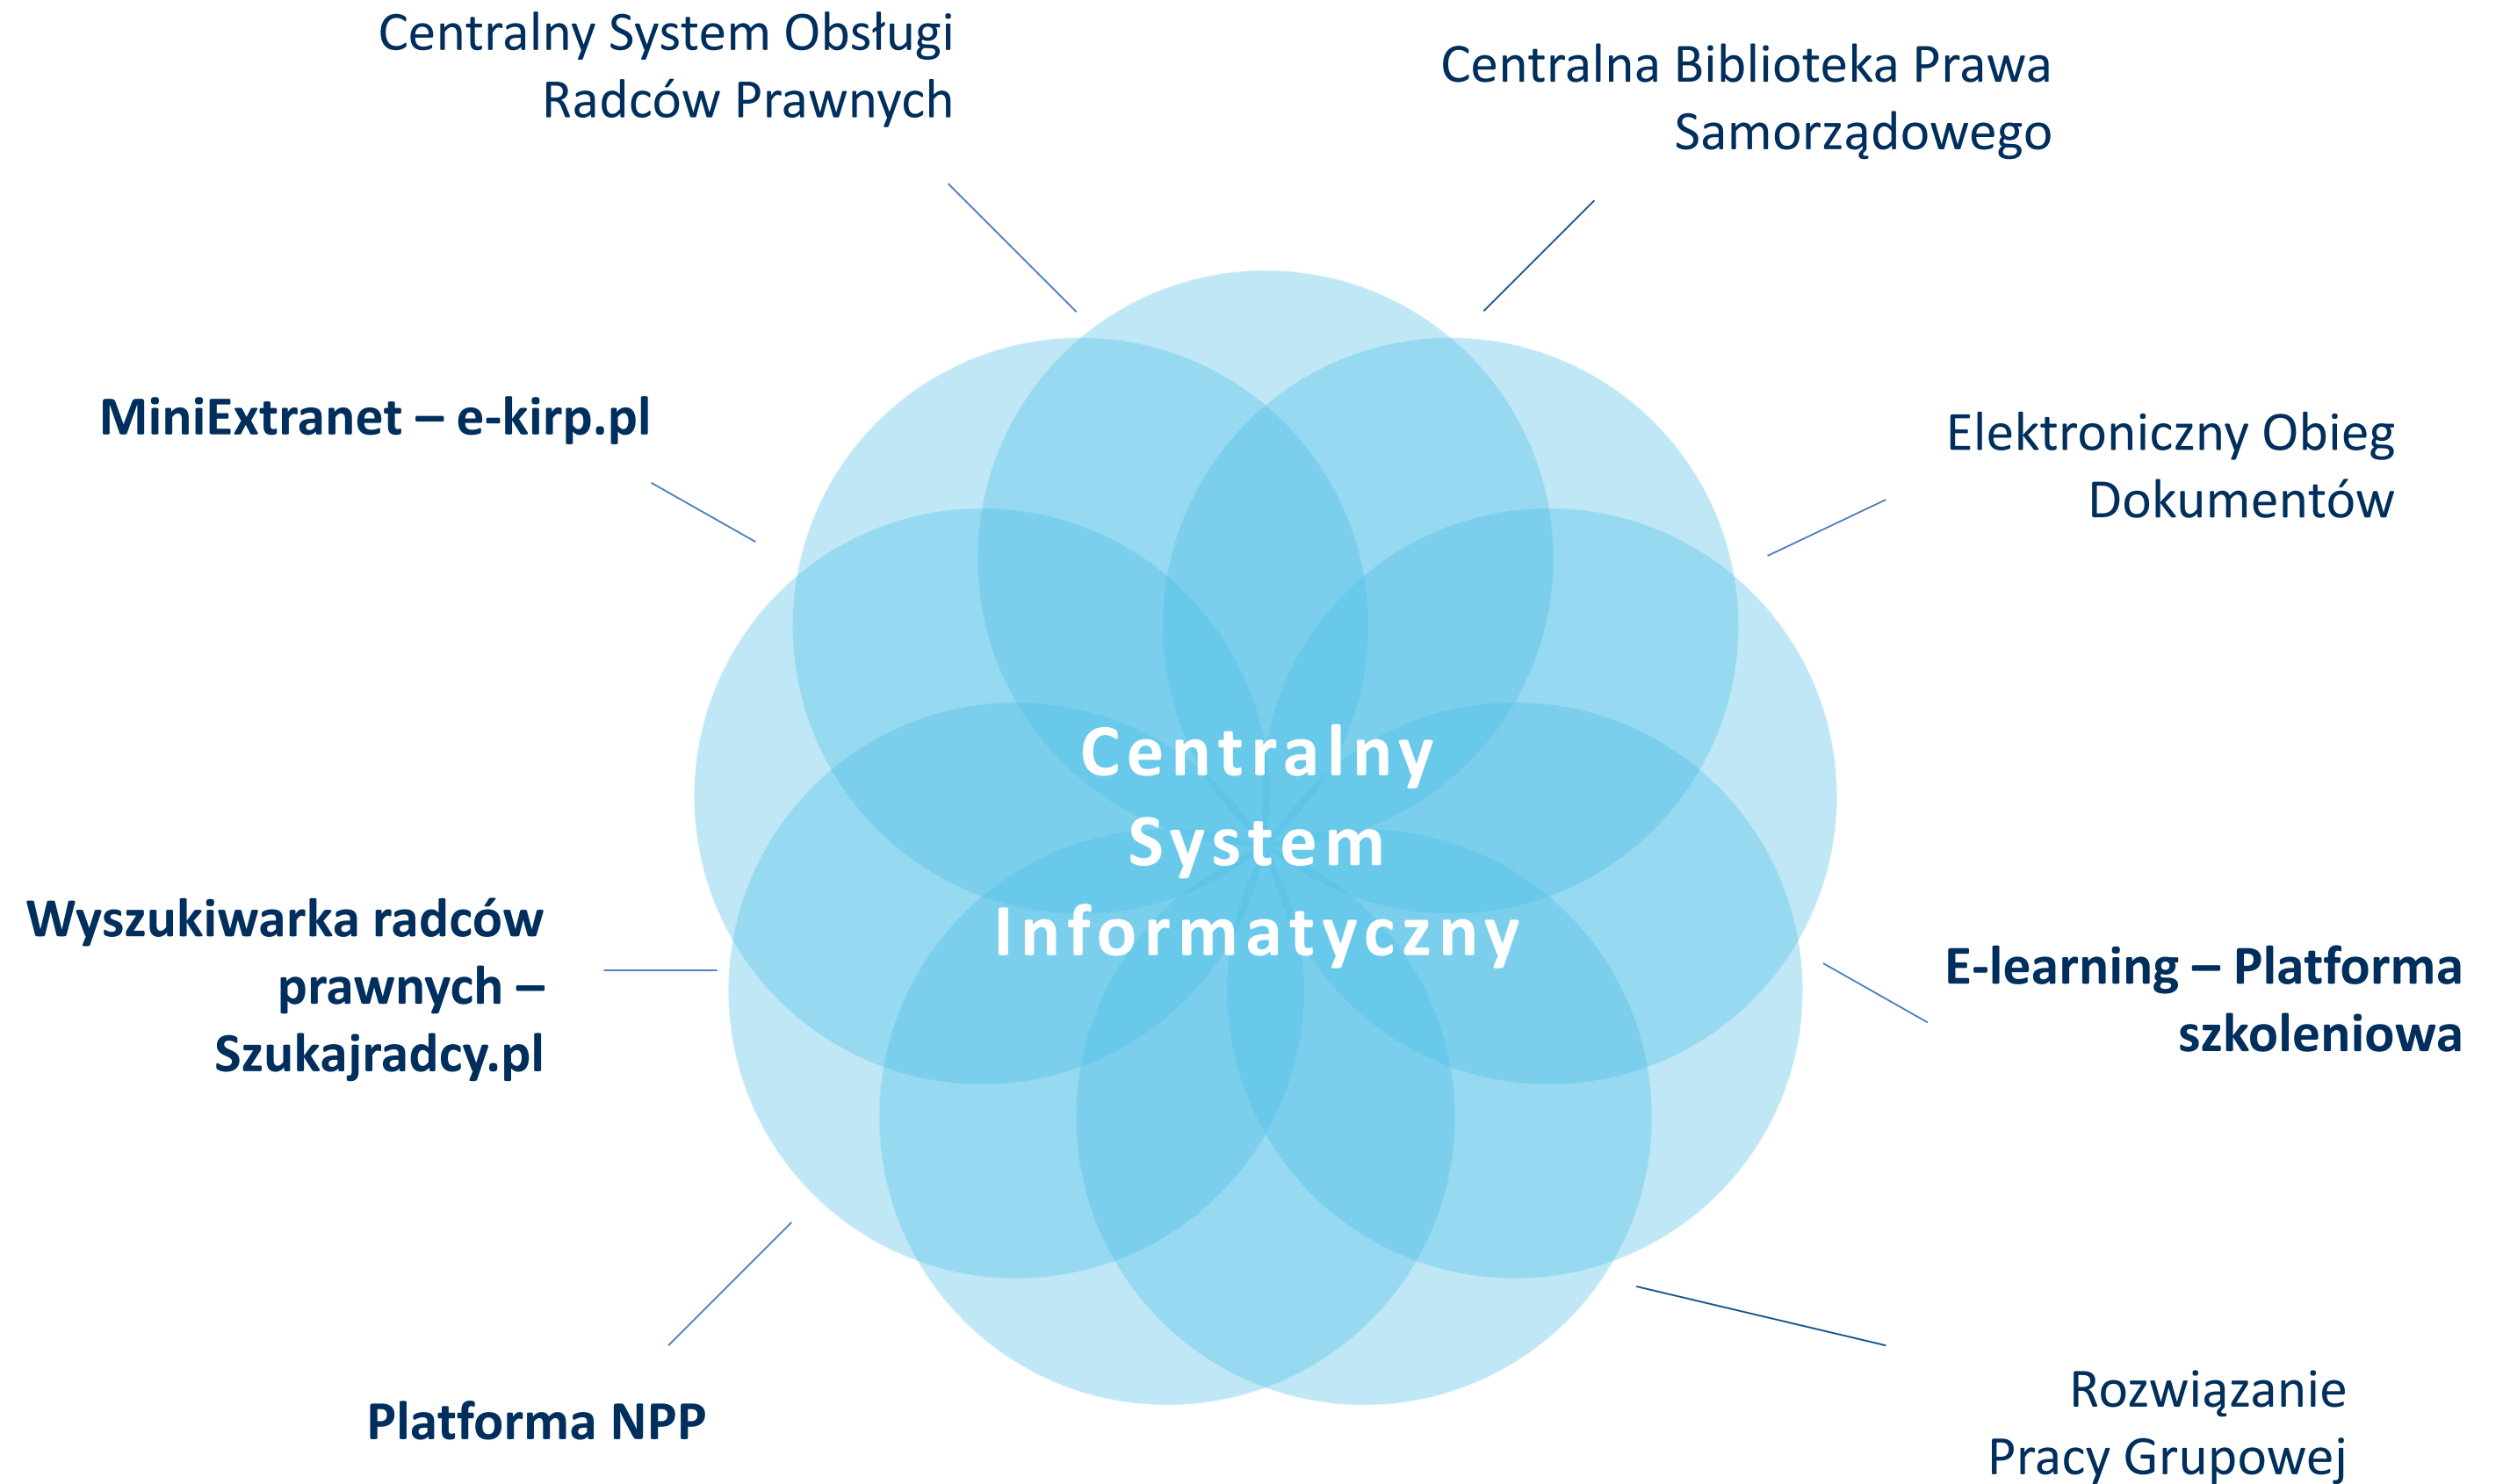 Centralny System Obsługi
Radców Prawnych
Centralna Biblioteka Prawa
Samorządowego
MiniExtranet – e-kirp.pl
Elektroniczny Obieg
Dokumentów
Centralny
System
Informatyczny
Wyszukiwarka radców
prawnych –
Szukajradcy.pl
E-learning – Platforma
szkoleniowa
Platforma NPP
Rozwiązanie
Pracy Grupowej